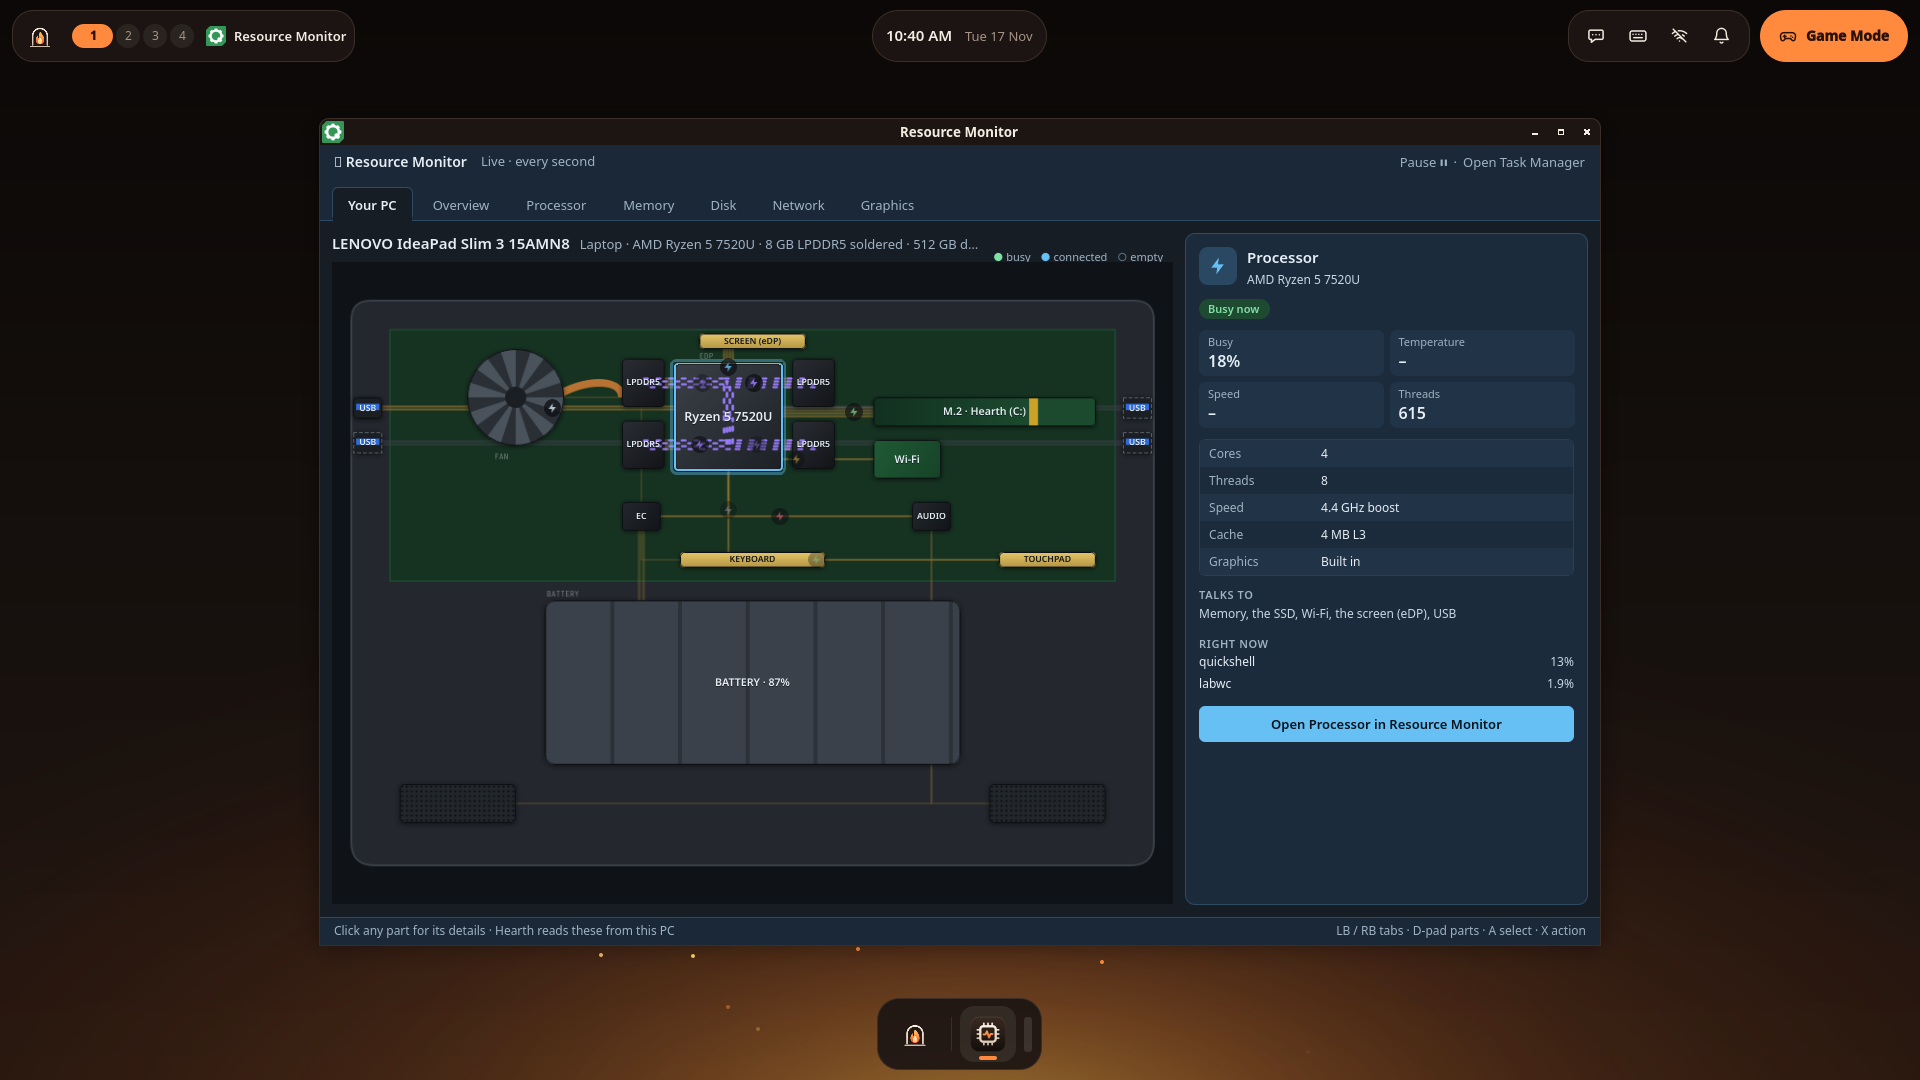 1 2 3 4 Resource Monitor
10:40 AM Tue 17 Nov
Game Mode
Resource Monitor
Resource Monitor Live · every second
Pause · Open Task Manager
Your PC Overview Processor Memory Disk Network Graphics
LENOVO IdeaPad Slim 3 15AMN8 Laptop · AMD Ryzen 5 7520U · 8 GB LPDDR5 soldered · 512 GB d…
busy connected empty
SCREEN (eDP)
EDP
LPDDR5 LPDDR5
USB USB
Ryzen 5 7520U
M.2 · Hearth (C:)
USB USB
LPDDR5 LPDDR5
FAN
Wi-Fi
EC AUDIO
KEYBOARD TOUCHPAD
BATTERY
BATTERY · 87%
Processor
AMD Ryzen 5 7520U
Busy now
Busy Temperature
18% –
Speed Threads
– 615
Cores 4
Threads 8
Speed 4.4 GHz boost
Cache 4 MB L3
Graphics Built in
TALKS TO
Memory, the SSD, Wi-Fi, the screen (eDP), USB
RIGHT NOW
quickshell 13%
labwc 1.9%
Open Processor in Resource Monitor
Click any part for its details · Hearth reads these from this PC
LB / RB tabs · D-pad parts · A select · X action